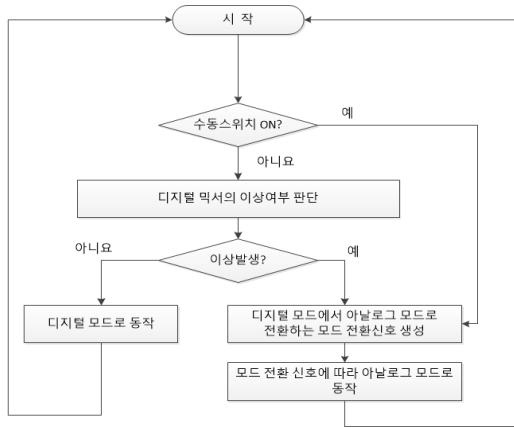 시 작
수동스위치 ON?
예
아니요
디지털 믹서의 이상여부 판단
아니요
이상발생?
예
디지털 모드로 동작
디지털 모드에서 아날로그 모드로
전환하는 모드 전환신호 생성
모드 전환 신호에 따라 아날로그 모드로
동작